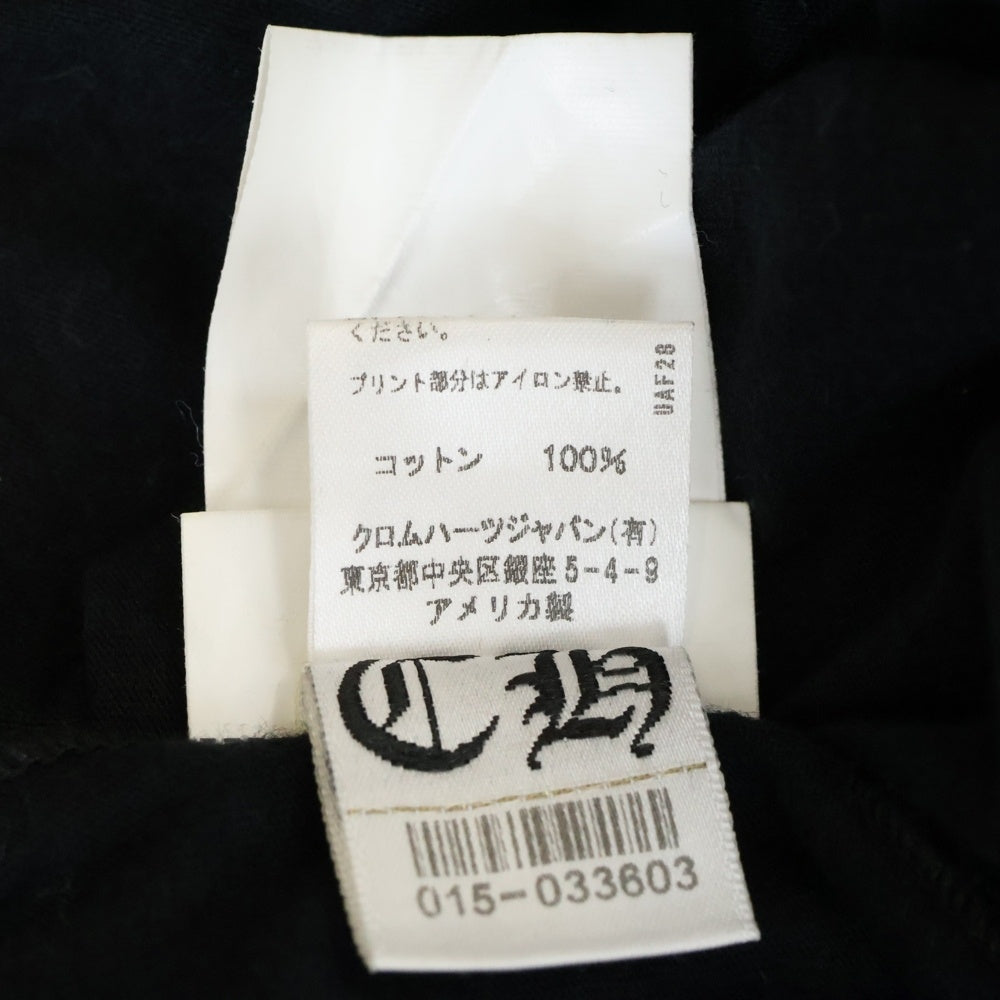 ください。
プリント部分はアイロン禁止。
UAF28
コットン 100%
クロムハーツジャパン(有)
東京都中央区銀座5-4-9
アメリカ製
CH
015-033603